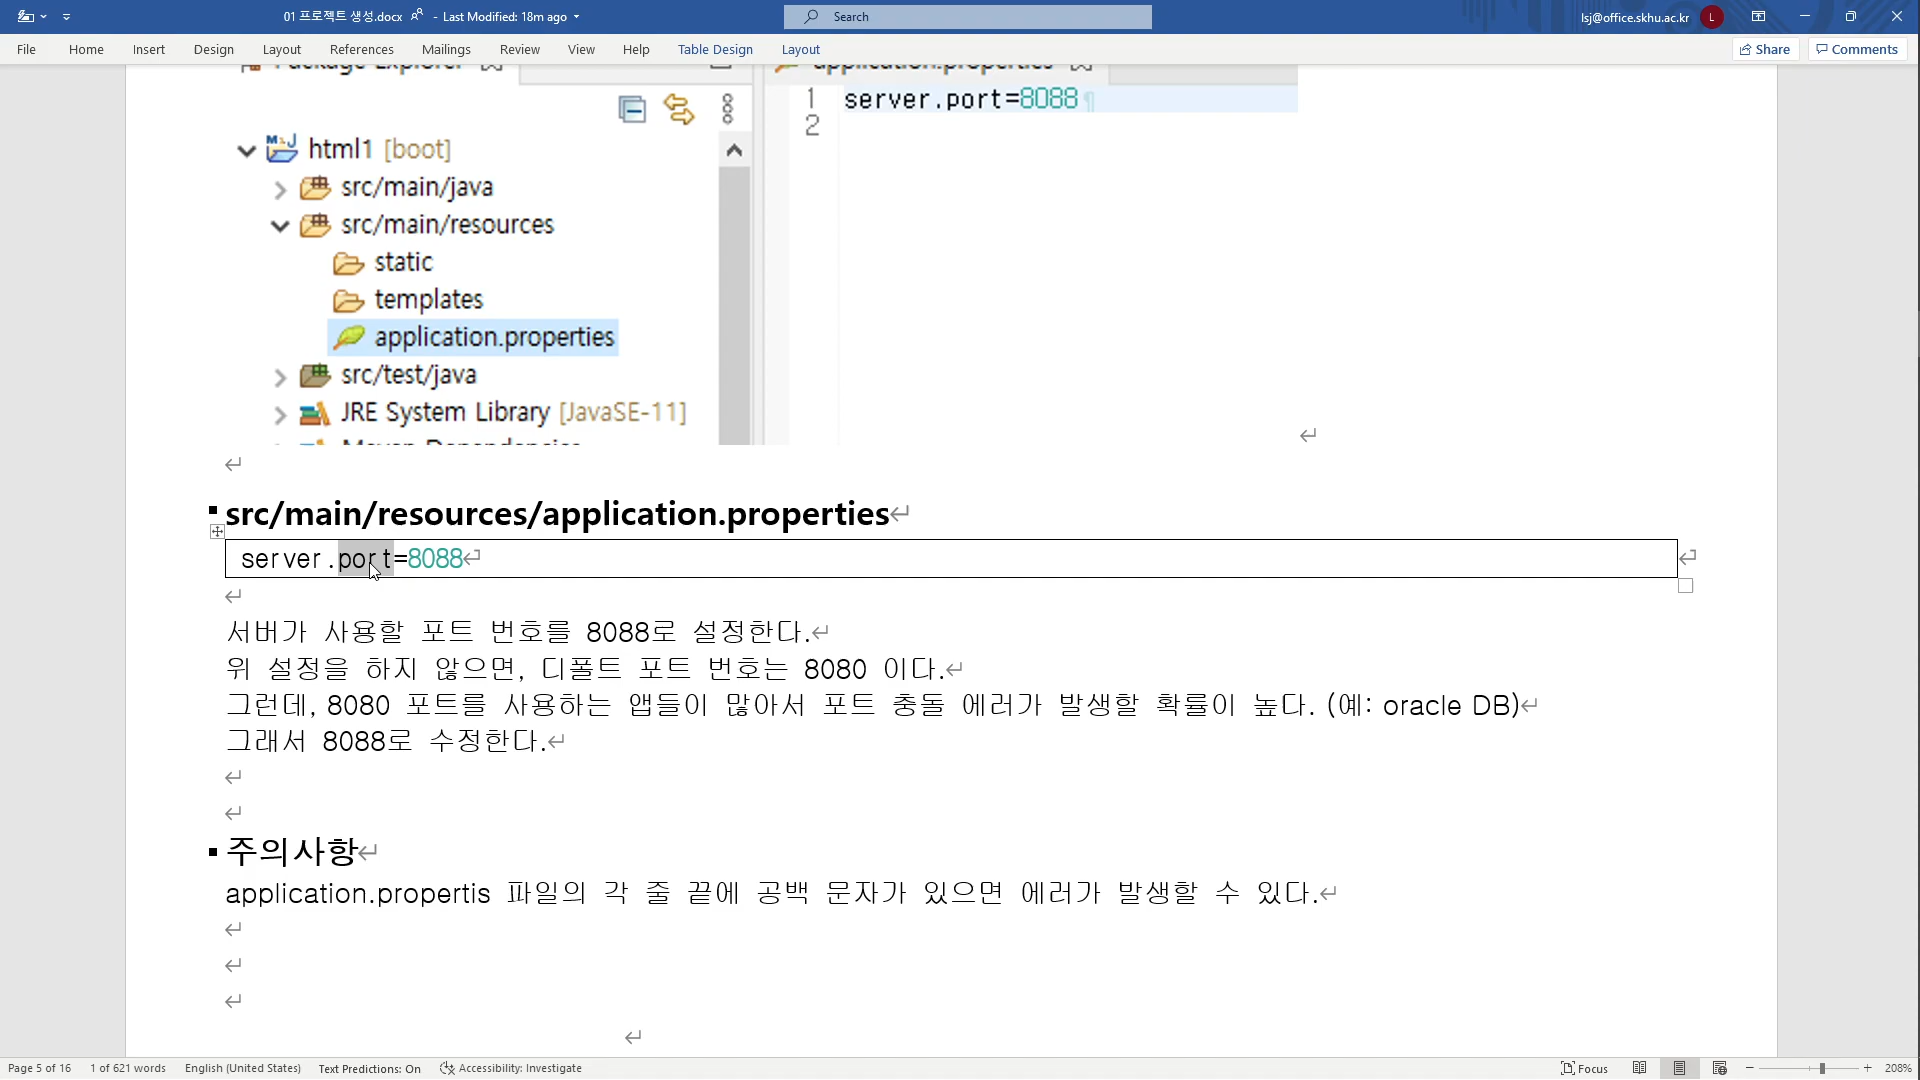 01 프로젝트 생성.docx - Last Modified: 18m ago
Search
lsj@office.skhu.ac.kr L
File Home Insert Design Layout References Mailings Review View Help Table Design Layout Share Comments
Package Explorer application.properties
1 server.port=8088
2
html1 [boot]
src/main/java
src/main/resources
static
templates
application.properties
src/test/java
JRE System Library [JavaSE-11]
Maven Dependencies
src/main/resources/application.properties
server.port=8088
서버가 사용할 포트 번호를 8088로 설정한다.
위 설정을 하지 않으면, 디폴트 포트 번호는 8080 이다.
그런데, 8080 포트를 사용하는 앱들이 많아서 포트 충돌 에러가 발생할 확률이 높다. (예: oracle DB)
그래서 8088로 수정한다.
주의사항
application.propertis 파일의 각 줄 끝에 공백 문자가 있으면 에러가 발생할 수 있다.
Page 5 of 16 1 of 621 words English (United States) Text Predictions: On Accessibility: Investigate Focus 208%